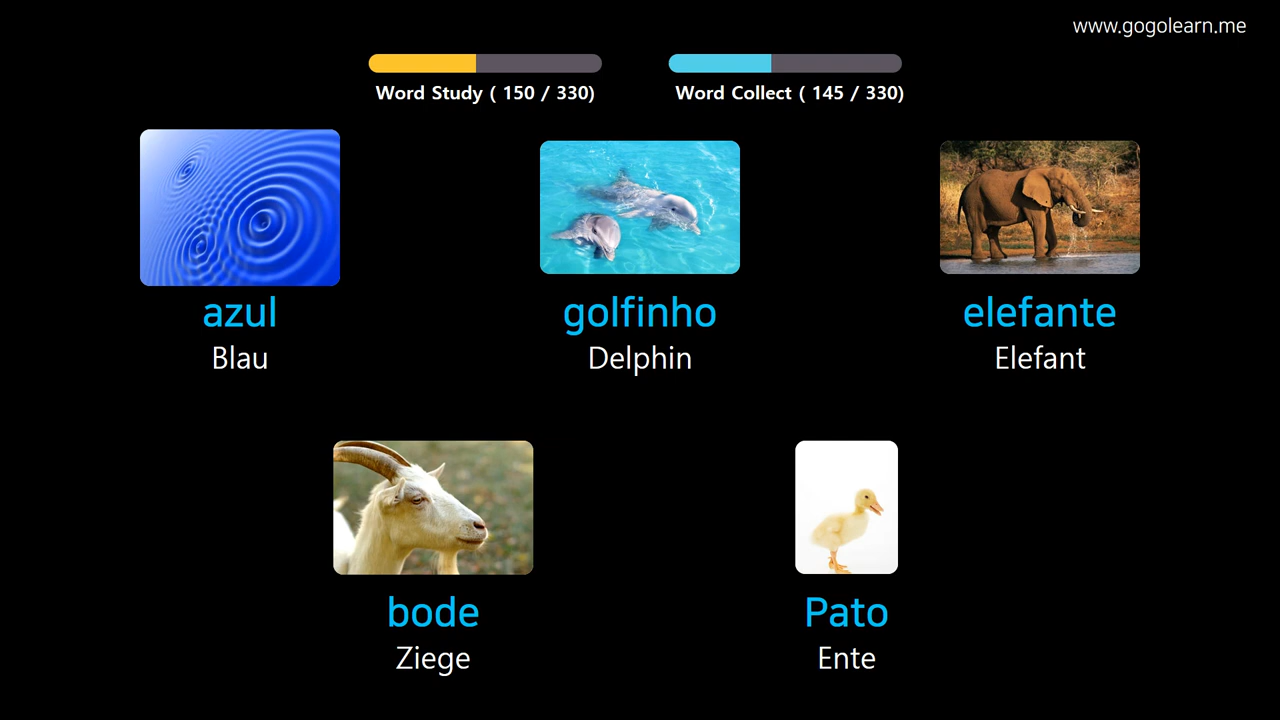 www.gogolearn.me
Word Study ( 150 / 330)
Word Collect ( 145 / 330)
azul
Blau
golfinho
Delphin
elefante
Elefant
bode
Ziege
Pato
Ente